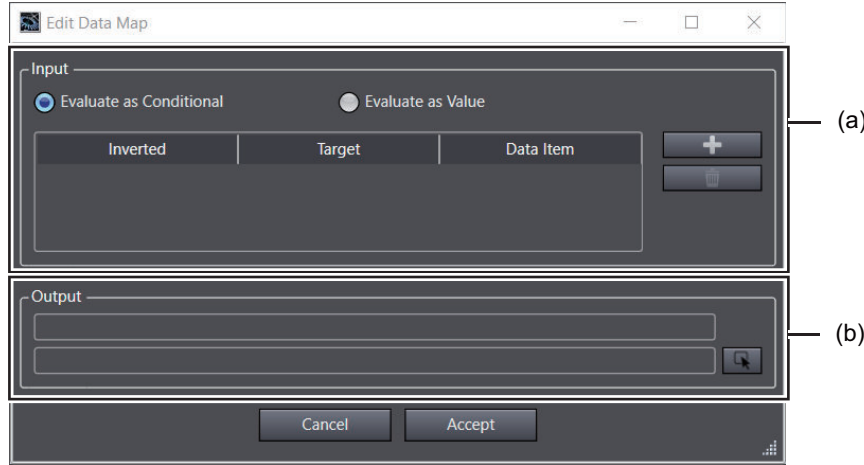 Edit Data Map
Input
Evaluate as Conditional Evaluate as Value
(a)
Inverted Target Data Item
Output
(b)
Cancel Accept